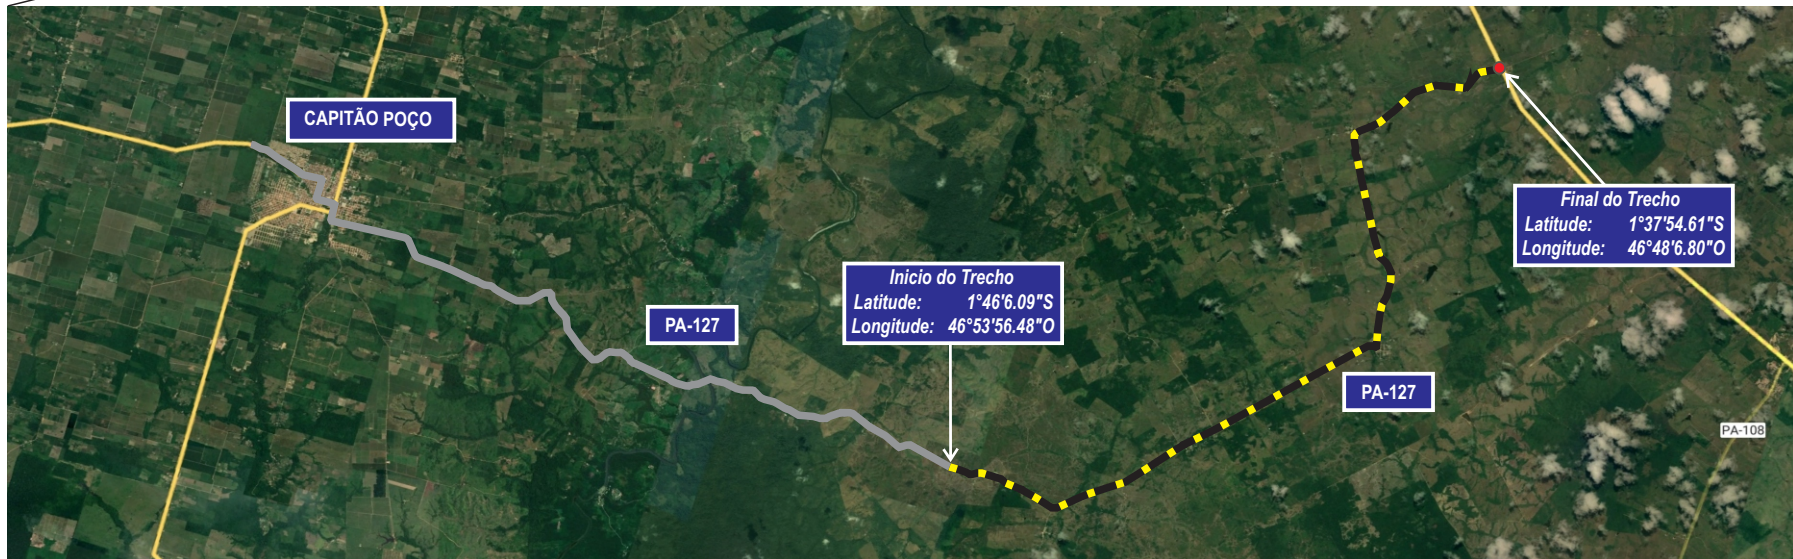 CAPITÃO POÇO
Final do Trecho
Latitude: 1°37'54.61"S
Longitude: 46°48'6.80"O
Inicio do Trecho
Latitude: 1°46'6.09"S
Longitude: 46°53'56.48"O
PA-127
PA-127
PA-108